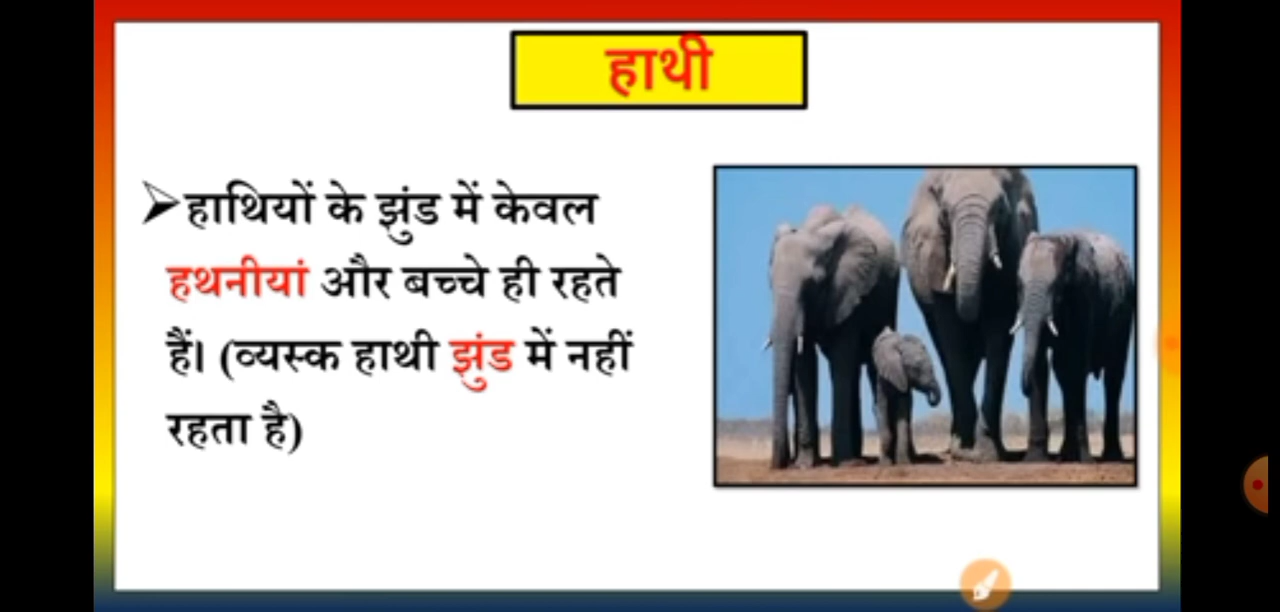 हाथी
➢हाथियों के झुंड में केवल
हथनीयां और बच्चे ही रहते
हैं। (व्यस्क हाथी झुंड में नहीं
रहता है)